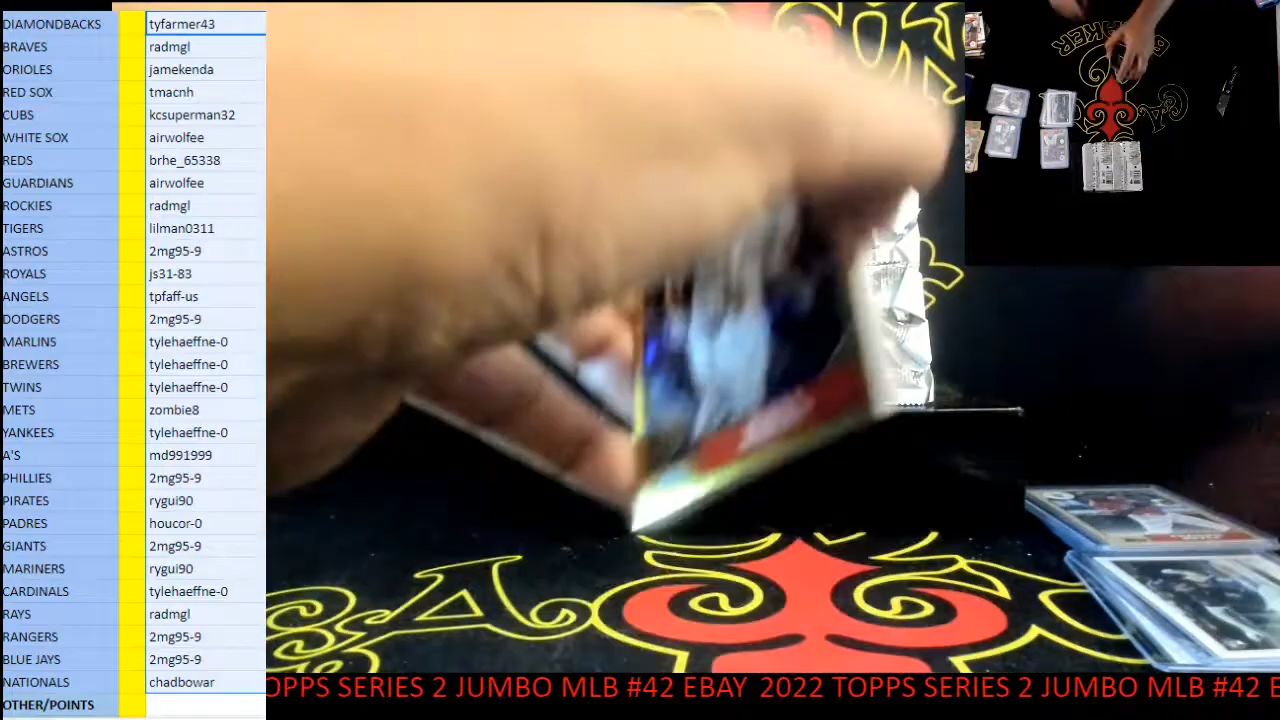 DIAMONDBACKS tyfarmer43
BRAVES radmgl
ORIOLES jamekenda
RED SOX tmacnh
CUBS kcsuperman32
WHITE SOX airwolfee
REDS brhe_65338
GUARDIANS airwolfee
ROCKIES radmgl
TIGERS lilman0311
ASTROS 2mg95-9
ROYALS js31-83
ANGELS tpfaff-us
DODGERS 2mg95-9
MARLINS tylehaeffne-0
BREWERS tylehaeffne-0
TWINS tylehaeffne-0
METS zombie8
YANKEES tylehaeffne-0
A'S md991999
PHILLIES 2mg95-9
PIRATES rygui90
PADRES houcor-0
GIANTS 2mg95-9
MARINERS rygui90
CARDINALS tylehaeffne-0
RAYS radmgl
RANGERS 2mg95-9
BLUE JAYS 2mg95-9
NATIONALS chadbowar
OTHER/POINTS
OPPS SERIES 2 JUMBO MLB #42 EBAY 2022 TOPPS SERIES 2 JUMBO MLB #42 E